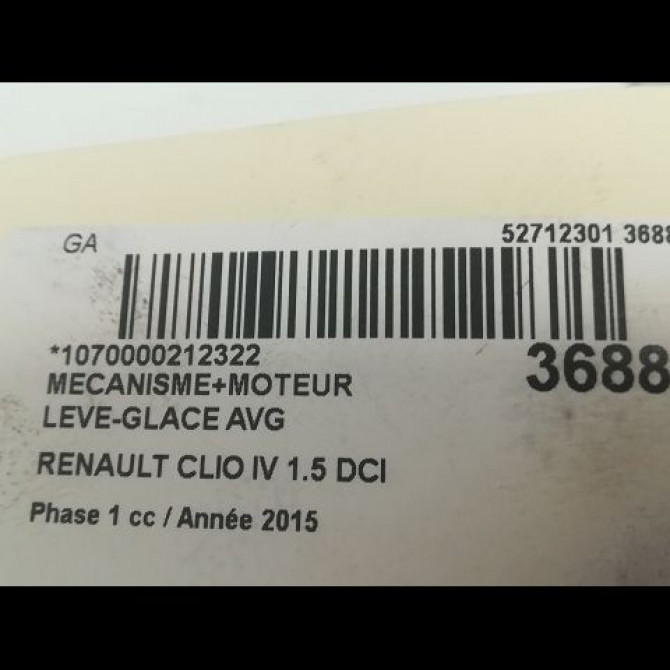 GA
52712301 3688
*1070000212322
3688
MECANISME+MOTEUR
LEVE-GLACE AVG
RENAULT CLIO IV 1.5 DCI
Phase 1 cc / Année 2015